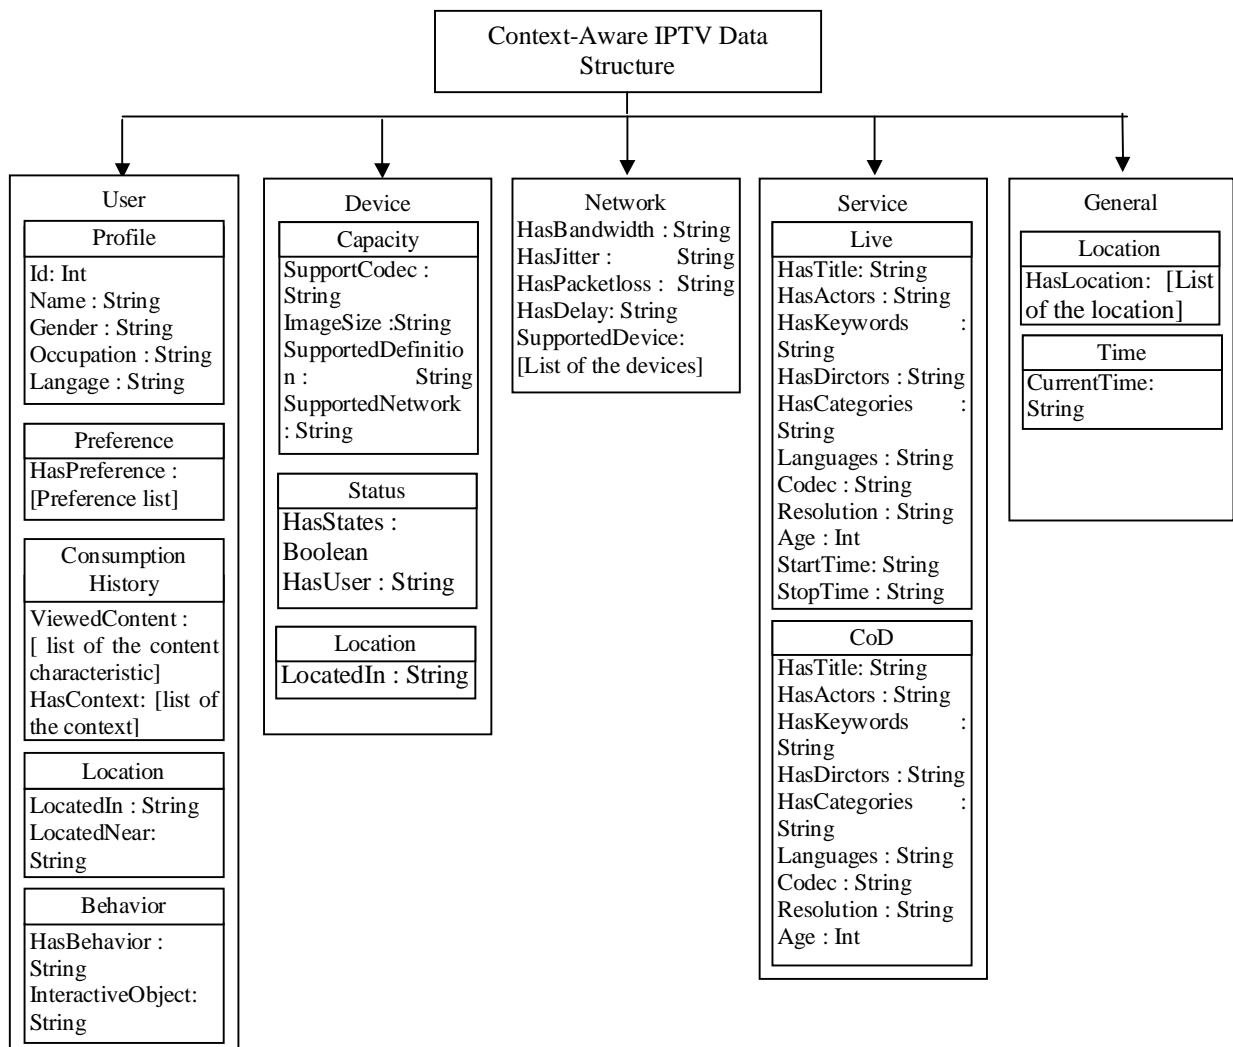 Context-Aware IPTV Data
Structure
User
Profile
Id: Int
Name : String
Gender : String
Occupation : String
Langage : String
Preference
HasPreference :
[Preference list]
Consumption
History
ViewedContent :
[ list of the content
characteristic]
HasContext: [list of
the context]
Location
LocatedIn : String
LocatedNear:
String
Behavior
HasBehavior :
String
InteractiveObject:
String
Device
Capacity
SupportCodec :
String
ImageSize :String
SupportedDefinitio
n : String
SupportedNetwork
: String
Status
HasStates :
Boolean
HasUser : String
Location
LocatedIn : String
Network
HasBandwidth : String
HasJitter : String
HasPacketloss : String
HasDelay: String
SupportedDevice:
[List of the devices]
Service
Live
HasTitle: String
HasActors : String
HasKeywords :
String
HasDirctors : String
HasCategories :
String
Languages : String
Codec : String
Resolution : String
Age : Int
StartTime: String
StopTime : String
CoD
HasTitle: String
HasActors : String
HasKeywords :
String
HasDirctors : String
HasCategories :
String
Languages : String
Codec : String
Resolution : String
Age : Int
General
Location
HasLocation: [List
of the location]
Time
CurrentTime:
String